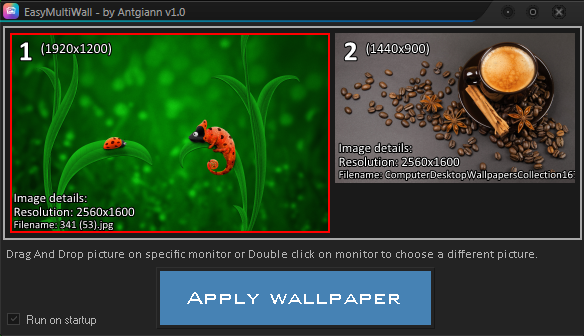 EasyMultiWall - by Antgiann v1.0
1 (1920x1200)
Image details:
Resolution: 2560x1600
Filename: 341 (53).jpg
2 (1440x900)
Image details:
Resolution: 2560x1600
Filename: ComputerDesktopWallpapersCollection16
Drag And Drop picture on specific monitor or Double click on monitor to choose a different picture.
Apply wallpaper
Run on startup